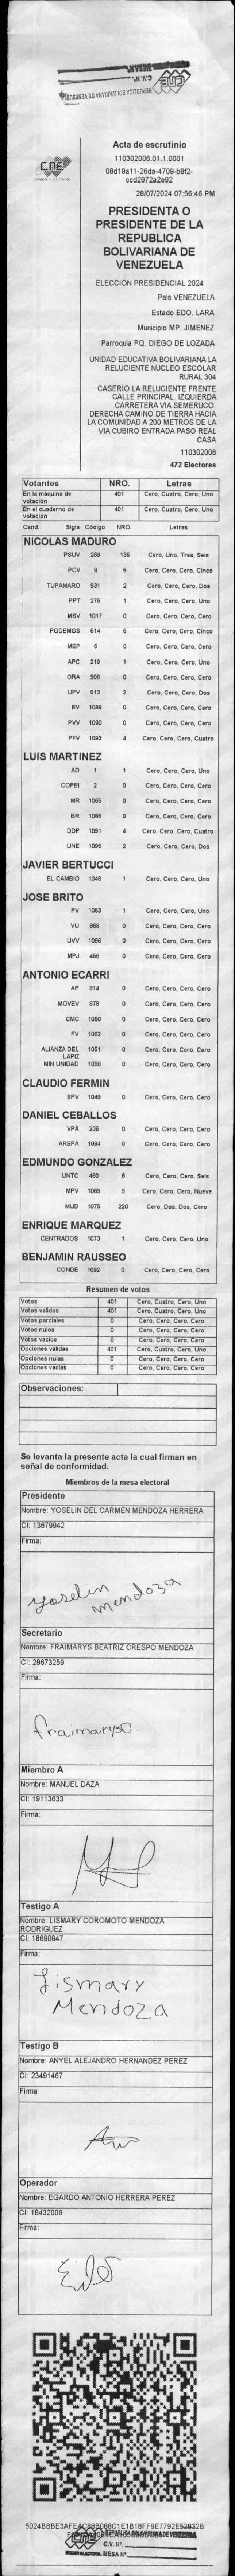 CNE
Acta de escrutinio
110302006.01.1.0001
08d19a11-26da-4709-b8f2-
ccd2972a2e92
28/07/2024 07:56:46 PM
PRESIDENTA O
PRESIDENTE DE LA
REPUBLICA
BOLIVARIANA DE
VENEZUELA
ELECCIÓN PRESIDENCIAL 2024
Pais VENEZUELA
Estado EDO. LARA
Municipio MP. JIMENEZ
Parroquia PQ. DIEGO DE LOZADA
UNIDAD EDUCATIVA BOLIVARIANA LA
RELUCIENTE NUCLEO ESCOLAR
RURAL 304
CASERÍO LA RELUCIENTE FRENTE
CALLE PRINCIPAL. IZQUIERDA
CARRETERA VÍA SEMERUCO.
DERECHA CAMINO DE TIERRA HACIA
LA COMUNIDAD A 200 METROS DE LA
VIA CUBIRO ENTRADA PASO REAL
CASA
110302006
472 Electores
Votantes NRO. Letras
En la máquina de votación 401 Cero, Cuatro, Cero, Uno
En el cuaderno de votación 401 Cero, Cuatro, Cero, Uno
Cand. Sigla Código NRO. Letras
NICOLAS MADURO
PSUV 269 136 Cero, Uno, Tres, Seis
PCV 9 5 Cero, Cero, Cero, Cinco
TUPAMARO 931 2 Cero, Cero, Cero, Dos
PPT 276 1 Cero, Cero, Cero, Uno
MSV 1017 0 Cero, Cero, Cero, Cero
PODEMOS 514 5 Cero, Cero, Cero, Cinco
MEP 6 0 Cero, Cero, Cero, Cero
APC 219 1 Cero, Cero, Cero, Uno
ORA 906 0 Cero, Cero, Cero, Cero
UPV 513 2 Cero, Cero, Cero, Dos
EV 1089 0 Cero, Cero, Cero, Cero
PVV 1090 0 Cero, Cero, Cero, Cero
PFV 1093 4 Cero, Cero, Cero, Cuatro
LUIS MARTINEZ
AD 1 1 Cero, Cero, Cero, Uno
COPEI 2 0 Cero, Cero, Cero, Cero
MR 1065 0 Cero, Cero, Cero, Cero
BR 1066 0 Cero, Cero, Cero, Cero
DDP 1091 4 Cero, Cero, Cero, Cuatro
UNE 1095 2 Cero, Cero, Cero, Dos
JAVIER BERTUCCI
EL CAMBIO 1048 1 Cero, Cero, Cero, Uno
JOSE BRITO
PV 1053 1 Cero, Cero, Cero, Uno
VU 968 0 Cero, Cero, Cero, Cero
UVV 1096 0 Cero, Cero, Cero, Cero
MPJ 456 0 Cero, Cero, Cero, Cero
ANTONIO ECARRI
AP 914 0 Cero, Cero, Cero, Cero
MOVEV 979 0 Cero, Cero, Cero, Cero
CMC 1050 0 Cero, Cero, Cero, Cero
FV 1062 0 Cero, Cero, Cero, Cero
ALIANZA DEL LAPIZ 1051 0 Cero, Cero, Cero, Cero
MIN UNIDAD 1058 0 Cero, Cero, Cero, Cero
CLAUDIO FERMIN
SPV 1049 0 Cero, Cero, Cero, Cero
DANIEL CEBALLOS
VPA 236 0 Cero, Cero, Cero, Cero
AREPA 1094 0 Cero, Cero, Cero, Cero
EDMUNDO GONZALEZ
UNTC 460 6 Cero, Cero, Cero, Seis
MPV 1069 9 Cero, Cero, Cero, Nueve
MUD 1075 220 Cero, Dos, Dos, Cero
ENRIQUE MARQUEZ
CENTRADOS 1073 1 Cero, Cero, Cero, Uno
BENJAMIN RAUSSEO
CONDE 1092 0 Cero, Cero, Cero, Cero
Resumen de votos
Votos 401 Cero, Cuatro, Cero, Uno
Votos validos 401 Cero, Cuatro, Cero, Uno
Votos parciales 0 Cero, Cero, Cero, Cero
Votos nulos 0 Cero, Cero, Cero, Cero
Votos vacios 0 Cero, Cero, Cero, Cero
Opciones validas 401 Cero, Cuatro, Cero, Uno
Opciones nulas 0 Cero, Cero, Cero, Cero
Opciones vacias 0 Cero, Cero, Cero, Cero
Observaciones:
Se levanta la presente acta la cual firman en
señal de conformidad.
Miembros de la mesa electoral
Presidente
Nombre: YOSELIN DEL CARMEN MENDOZA HERRERA
CI: 13679942
Firma:
yoselin mendoza
Secretario
Nombre: FRAIMARYS BEATRIZ CRESPO MENDOZA
CI: 29673259
Firma:
Miembro A
Nombre: MANUEL DAZA
CI: 19113633
Firma:
Testigo A
Nombre: LISMARY COROMOTO MENDOZA
RODRIGUEZ
CI: 18690947
Firma:
Lismary
Mendoza
Testigo B
Nombre: ANYEL ALEJANDRO HERNANDEZ PEREZ
CI: 23491467
Firma:
Operador
Nombre: EGARDO ANTONIO HERRERA PEREZ
CI: 18432006
Firma:
CNE
C.V. Nº.
MESA Nº